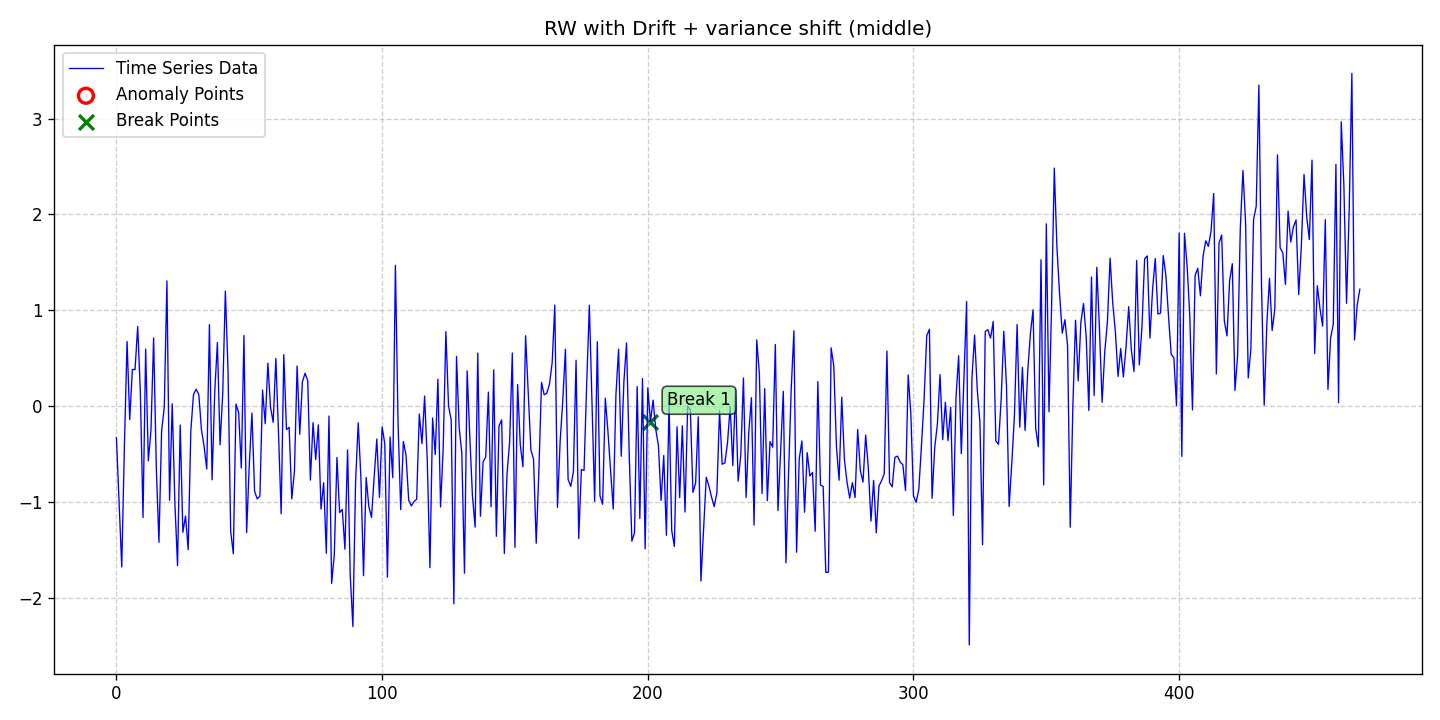 RW with Drift + variance shift (middle)
Time Series Data
Anomaly Points
Break Points
3
2
1
0
−1
−2
Break 1
0
100
200
300
400